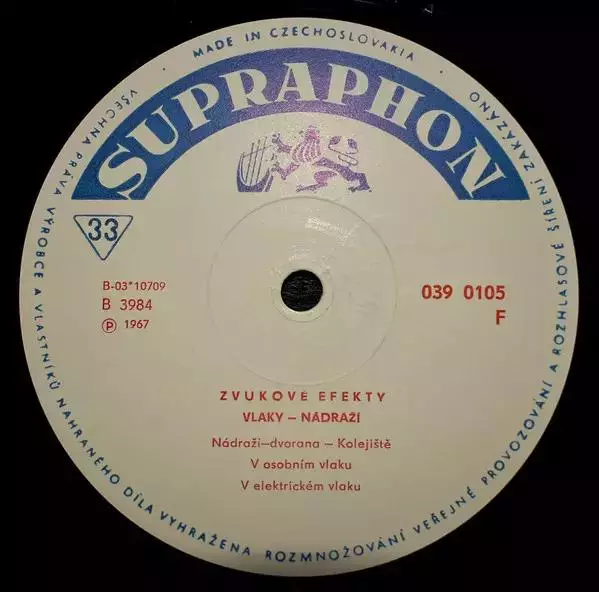 MADE IN CZECHOSLOVAKIA
SUPRAPHON
33
B-03*10709
B 3984
Ⓟ 1967
039 0105
F
ZVUKOVÉ EFEKTY
VLAKY – NÁDRAŽÍ
Nádraží–dvorana – Kolejiště
V osobním vlaku
V elektrickém vlaku
VŠECHNA PRÁVA VÝROBCE A VLASTNÍKŮ NAHRANÉHO DÍLA VYHRAŽENA ROZMNOŽOVÁNÍ VEŘEJNÉ PROVOZOVÁNÍ A ROZHLASOVÉ ŠÍŘENÍ ZAKÁZÁNO